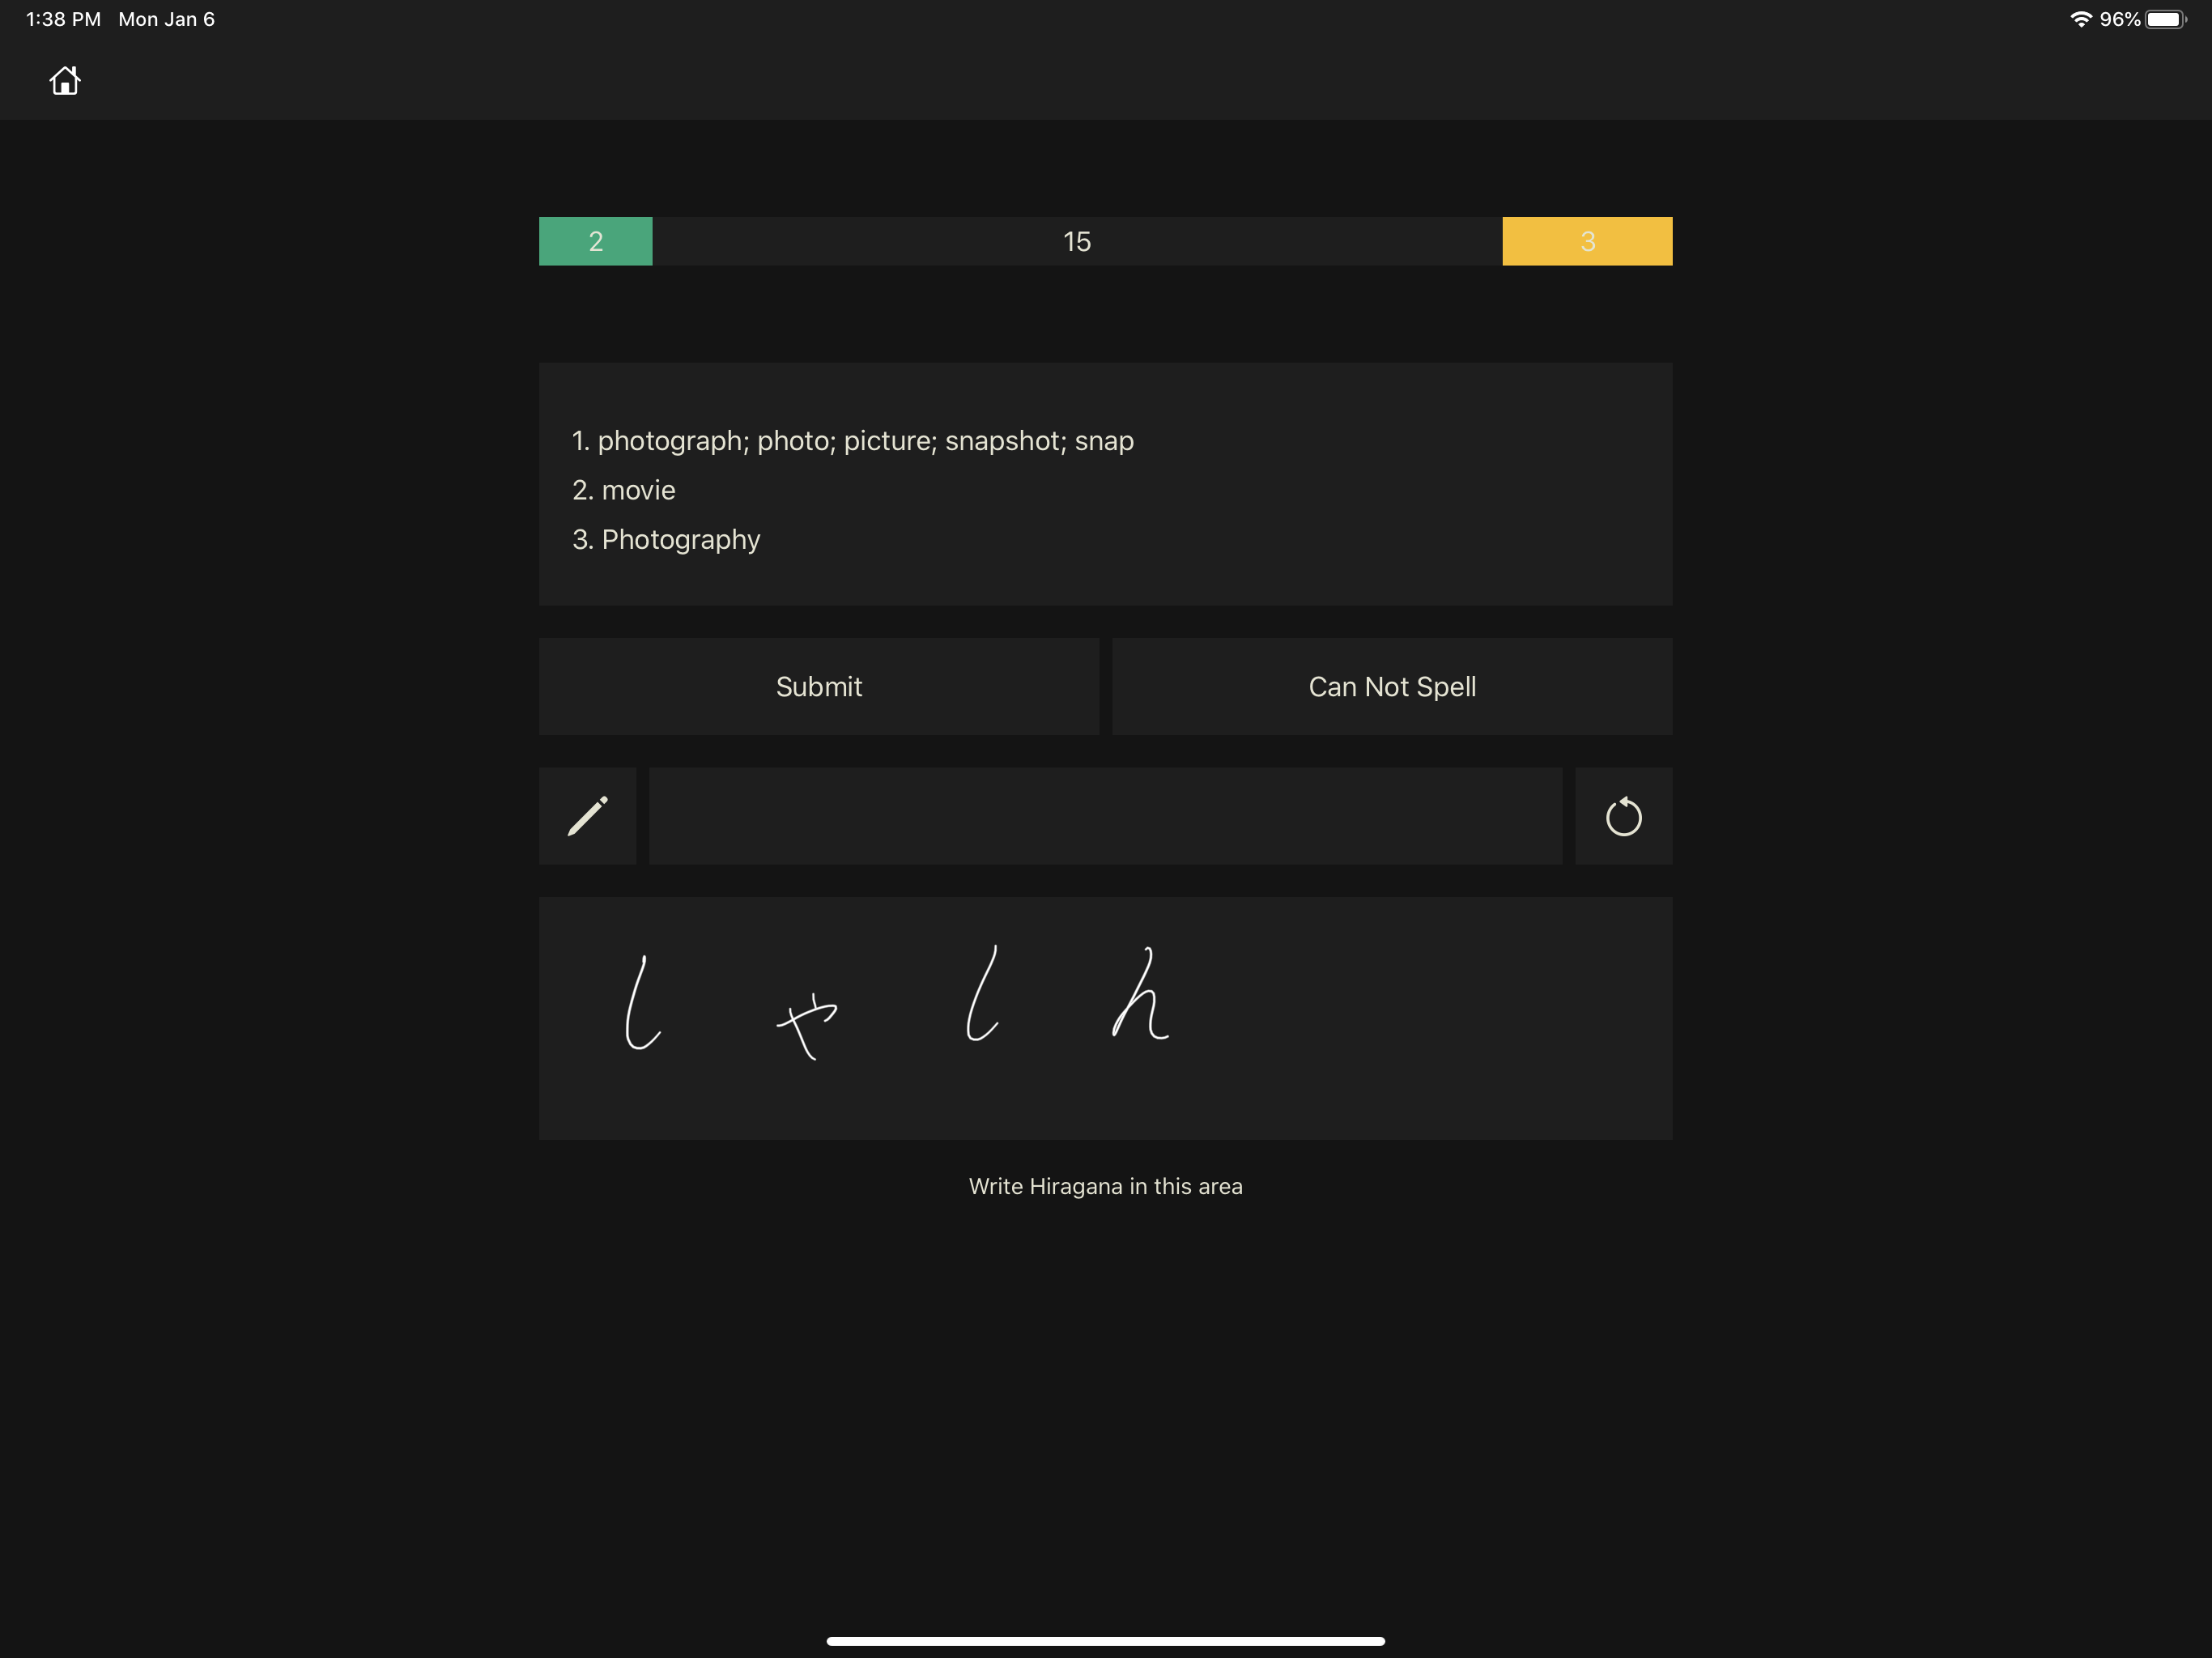 1:38 PM Mon Jan 6 96%
2 15 3
1. photograph; photo; picture; snapshot; snap
2. movie
3. Photography
Submit Can Not Spell
しゃしん
Write Hiragana in this area